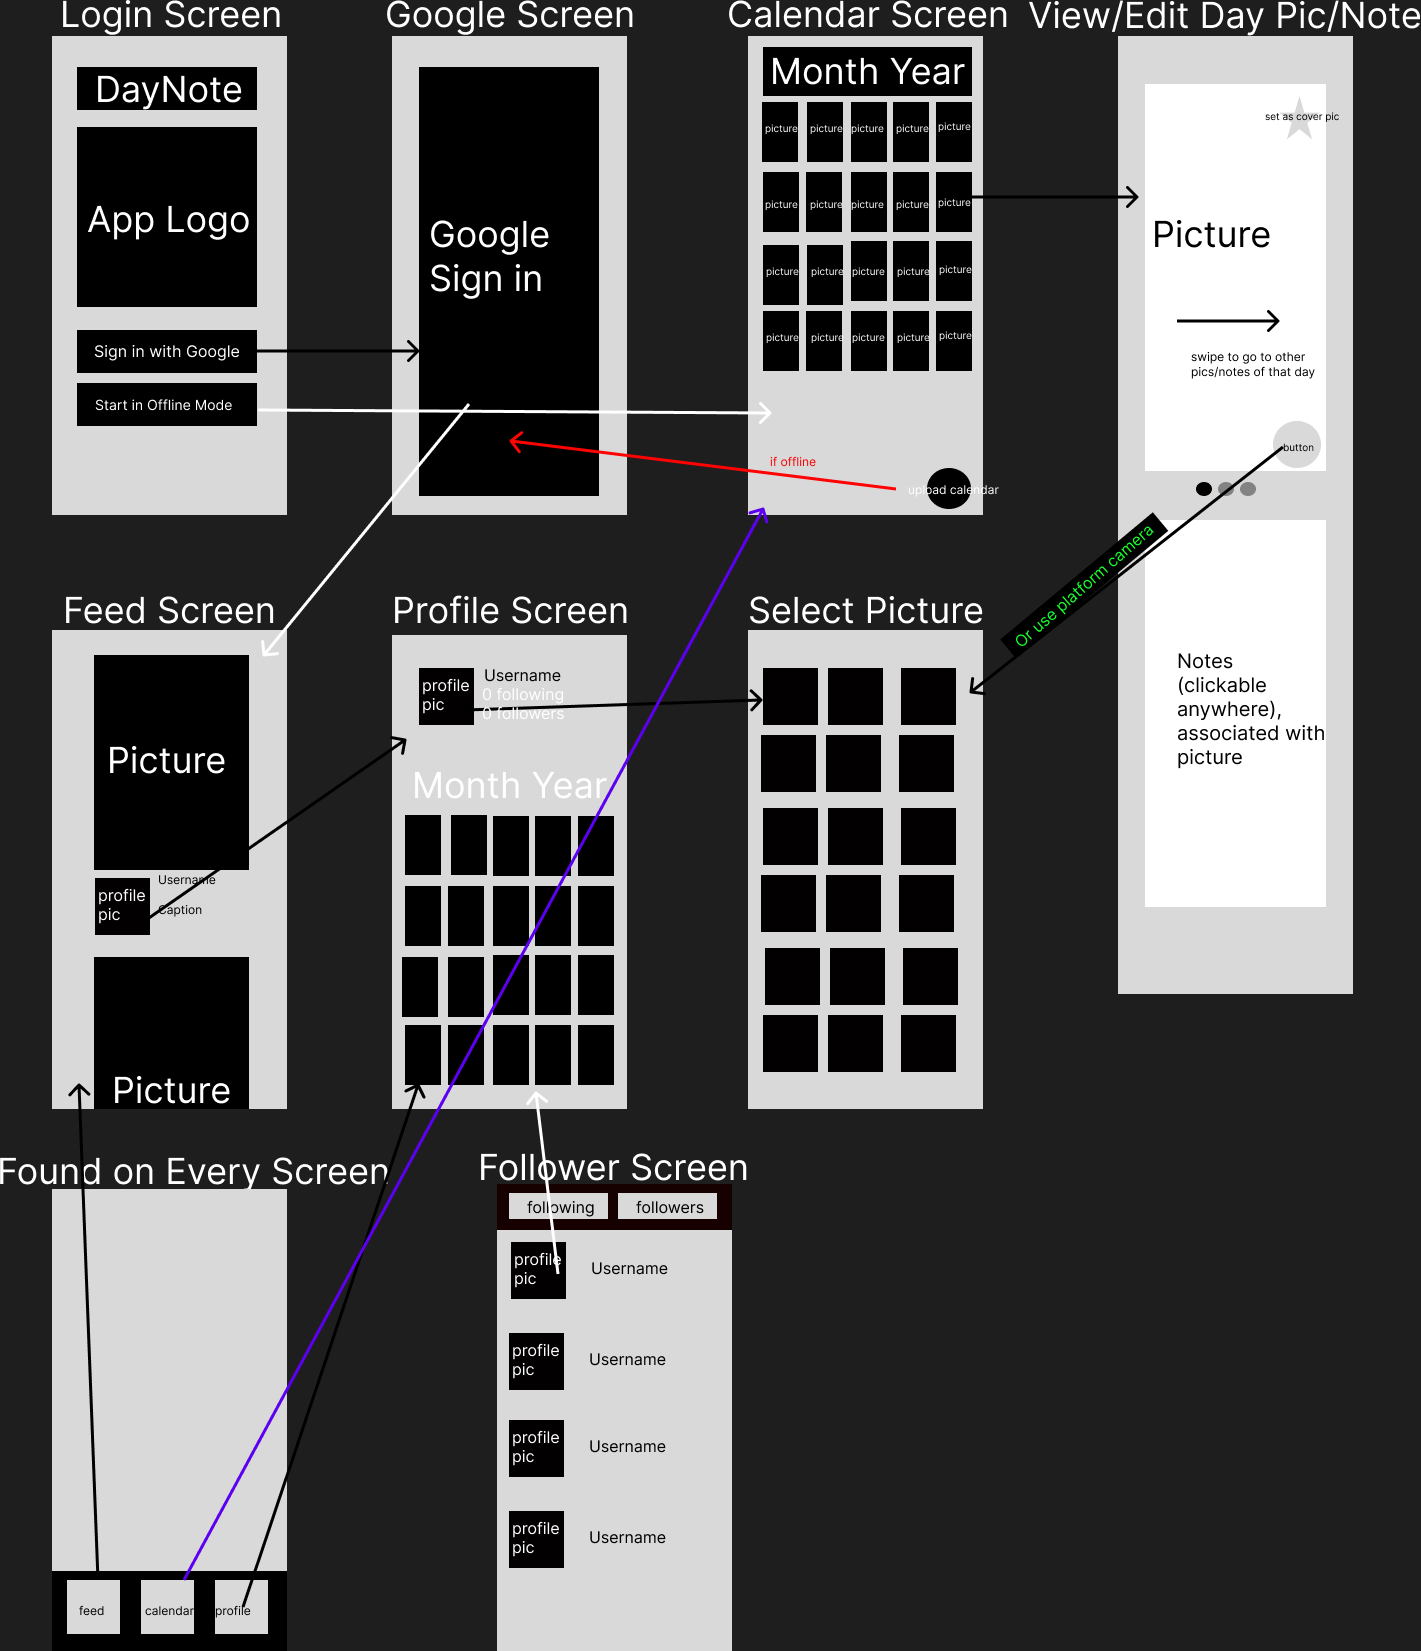 Login Screen
DayNote
App Logo
Sign in with Google
Start in Offline Mode
Google Screen
Google
Sign in
Calendar Screen
Month Year
picture picture picture picture picture
picture picture picture picture picture
picture picture picture picture picture
picture picture picture picture picture
if offline
upload calendar
View/Edit Day Pic/Note
set as cover pic
Picture
swipe to go to other
pics/notes of that day
button
Or use platform camera
Notes
(clickable
anywhere),
associated with
picture
Feed Screen
Picture
profile
pic
Username
Caption
Picture
Profile Screen
profile
pic
Username
0 following
0 followers
Month Year
Select Picture
Found on Every Screen
feed
calendar
profile
Follower Screen
following
followers
profile
pic
Username
profile
pic
Username
profile
pic
Username
profile
pic
Username